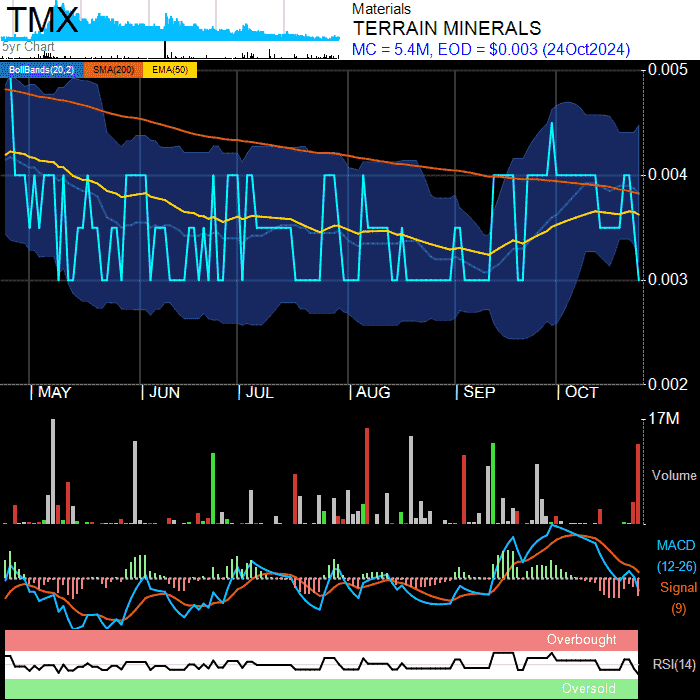 TMX
5yr Chart
Materials
TERRAIN MINERALS
MC = 5.4M, EOD = $0.003 (24Oct2024)
BollBands(20,2) SMA(200) EMA(50)
0.005
0.004
0.003
0.002
MAY JUN JUL AUG SEP OCT
17M
Volume
MACD
(12-26)
Signal
(9)
Overbought
RSI(14)
Oversold